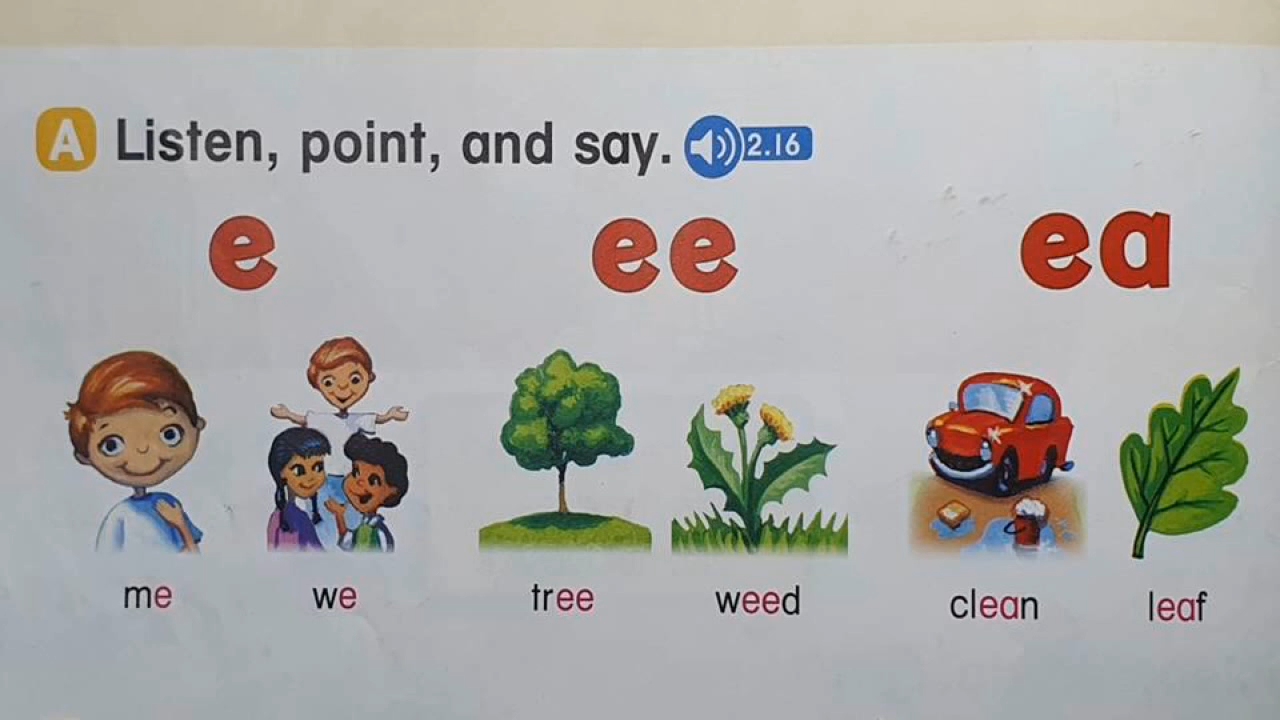 A Listen, point, and say. 2.16
e ee ea
me we tree weed clean leaf